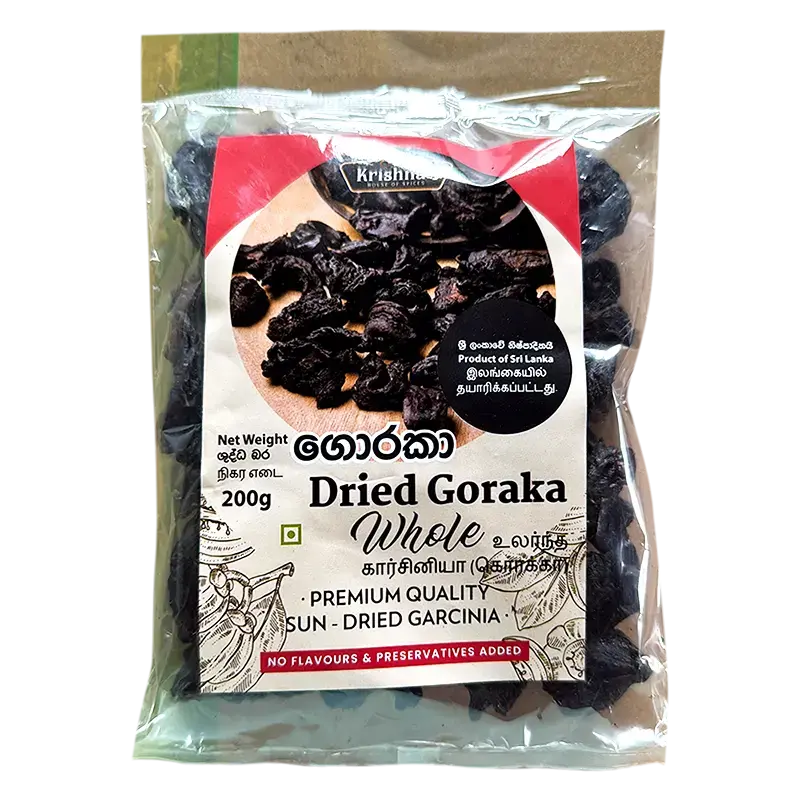 Krishna's
HOUSE OF SPICES
ශ්‍රී ලංකාවේ නිෂ්පාදිතයි
Product of Sri Lanka
இலங்கையில்
தயாரிக்கப்பட்டது.
Net Weight
ශුද්ධ බර
நிகர எடை
200g
ගොරකා
Dried Goraka
Whole
உலர்ந்த
கார்சினியா (கொரக்கா)
· PREMIUM QUALITY
SUN - DRIED GARCINIA ·
NO FLAVOURS & PRESERVATIVES ADDED